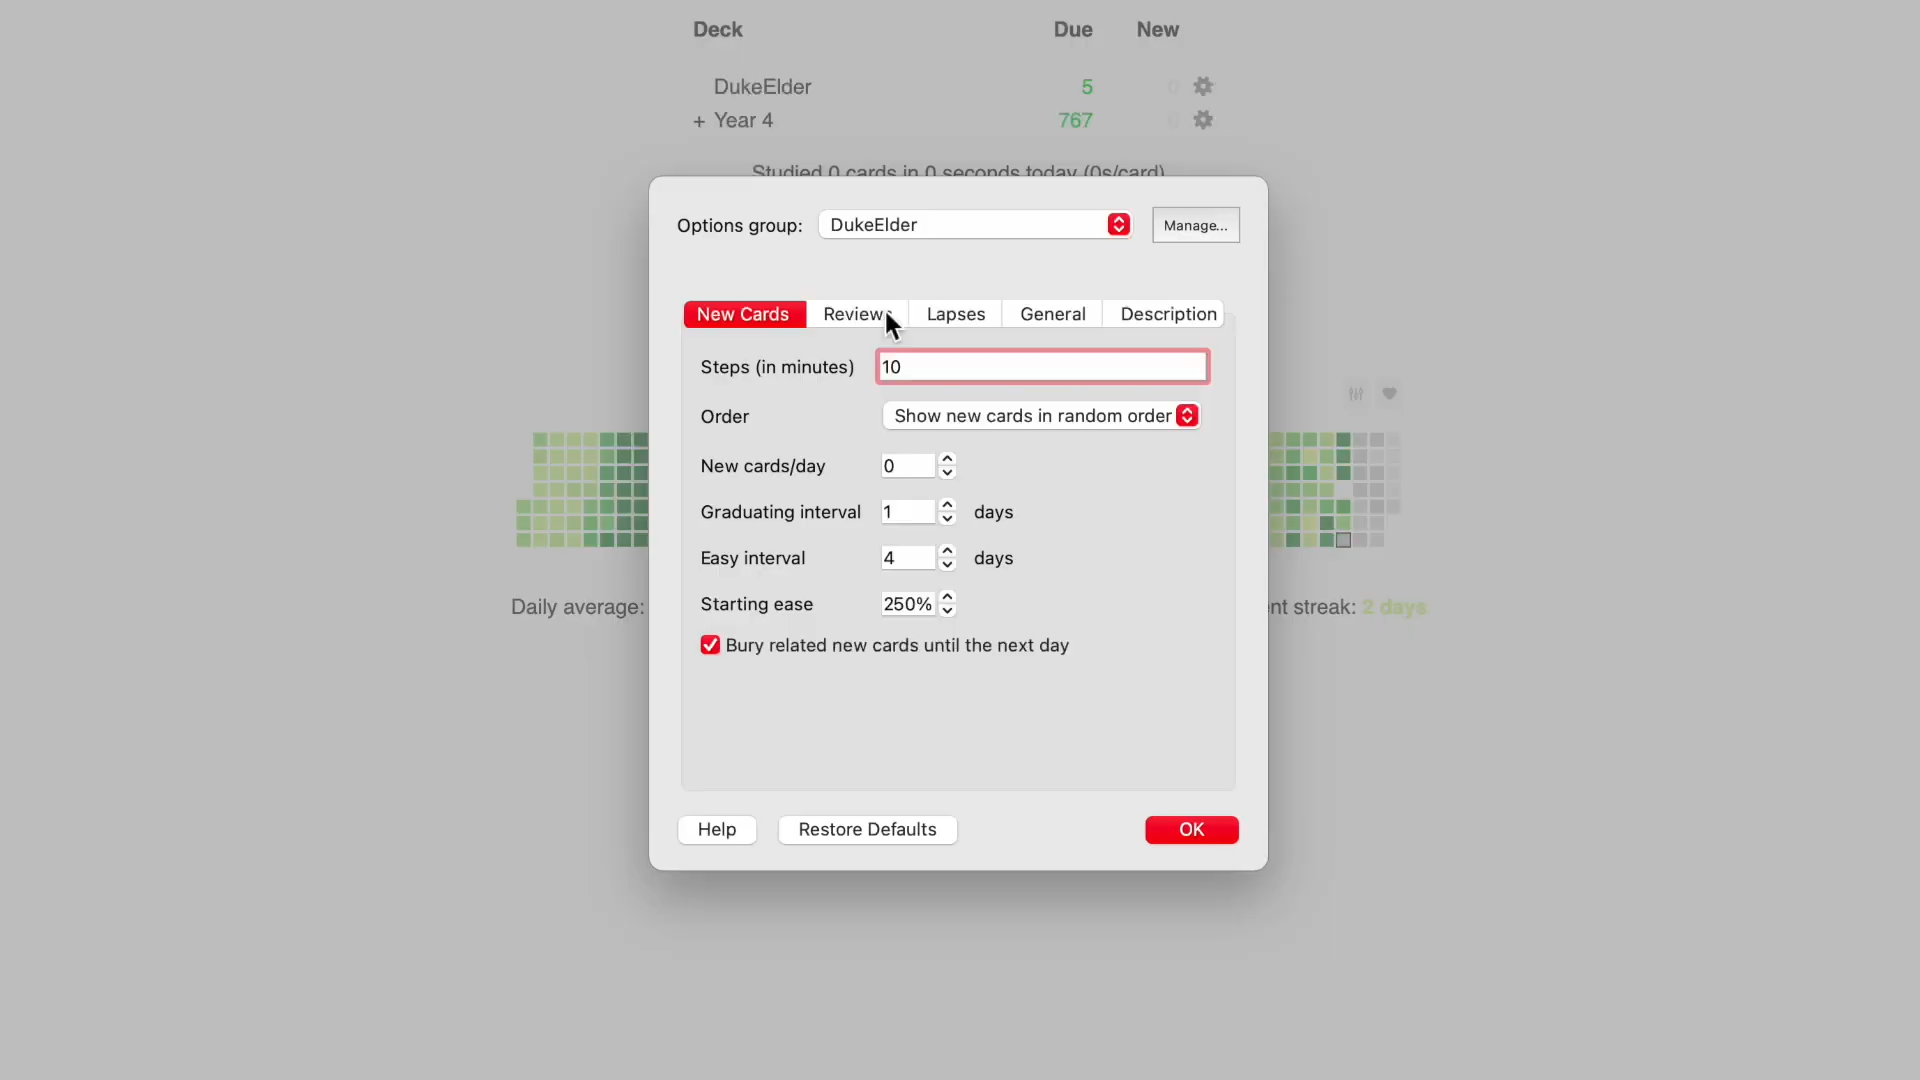 Deck Due New
DukeElder 5 0
+ Year 4 767
Studied 0 cards in 0 seconds today (0s/card)
Options group: DukeElder Manage...
New Cards Reviews Lapses General Description
Steps (in minutes) 10
Order Show new cards in random order
New cards/day 0
Graduating interval 1 days
Easy interval 4 days
Starting ease 250%
Bury related new cards until the next day
Daily average: nt streak: 2 days
Help Restore Defaults OK